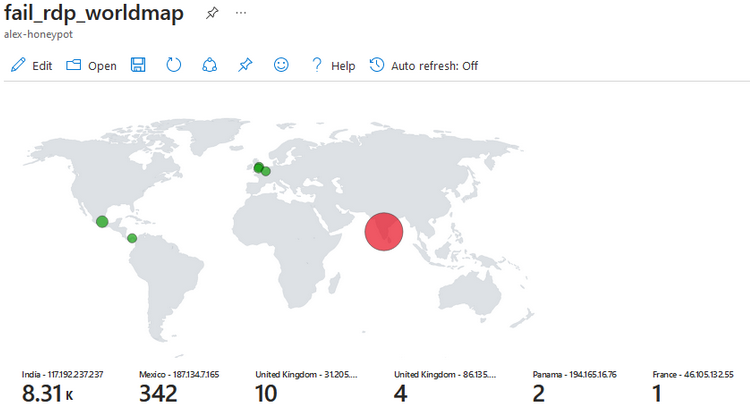 fail_rdp_worldmap ...
alex-honeypot
Edit Open Help Auto refresh: Off
India - 117.192.237.237 Mexico - 187.134.7.165 United Kingdom - 31.205.... United Kingdom - 86.135.... Panama - 194.165.16.76 France - 46.105.132.55
8.31 K 342 10 4 2 1